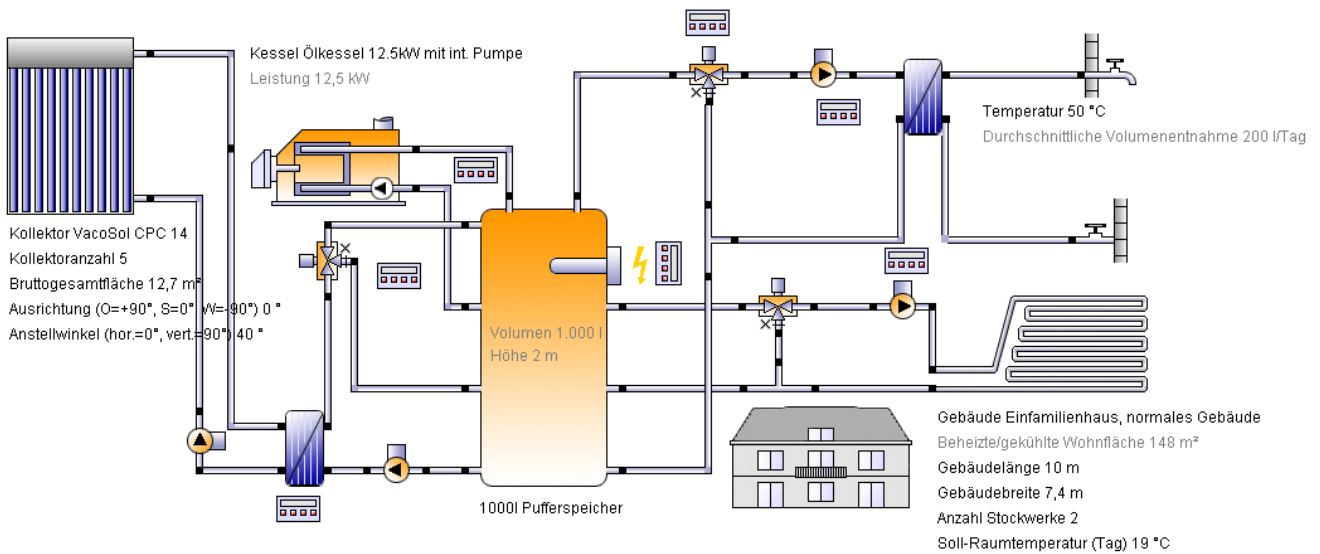 Kessel Ölkessel 12.5kW mit int. Pumpe
Leistung 12,5 kW
Temperatur 50 °C
Durchschnittliche Volumenentnahme 200 l/Tag
Kollektor VacoSol CPC 14
Kollektoranzahl 5
Bruttogesamtfläche 12,7 m²
Ausrichtung (O=+90°, S=0°, W=-90°) 0 °
Anstellwinkel (hor.=0°, vert.=90°) 40 °
Volumen 1.000 l
Höhe 2 m
1000l Pufferspeicher
Gebäude Einfamilienhaus, normales Gebäude
Beheizte/gekühlte Wohnfläche 148 m²
Gebäudelänge 10 m
Gebäudebreite 7,4 m
Anzahl Stockwerke 2
Soll-Raumtemperatur (Tag) 19 °C